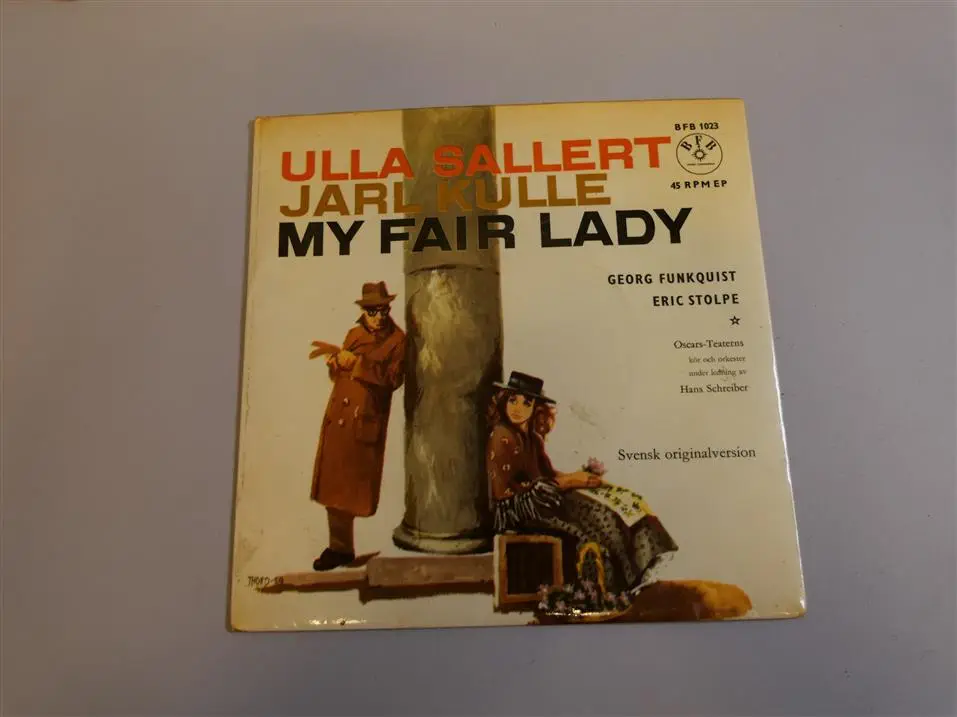 BFB 1023
BFB
45 RPM EP
ULLA SALLERT
JARL KULLE
MY FAIR LADY
GEORG FUNKQUIST
ERIC STOLPE
Oscars-Teaterns
kör och orkester
under ledning av
Hans Schreiber
Svensk originalversion